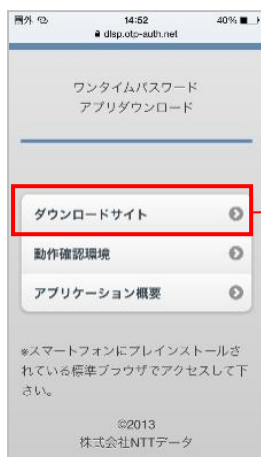 圏外 14:52 40%
dlsp.otp-auth.net
ワンタイムパスワード
アプリダウンロード
ダウンロードサイト
動作確認環境
アプリケーション概要
※スマートフォンにプレインストールさ
れている標準ブラウザでアクセスして下
さい。
©2013
株式会社NTTデータ